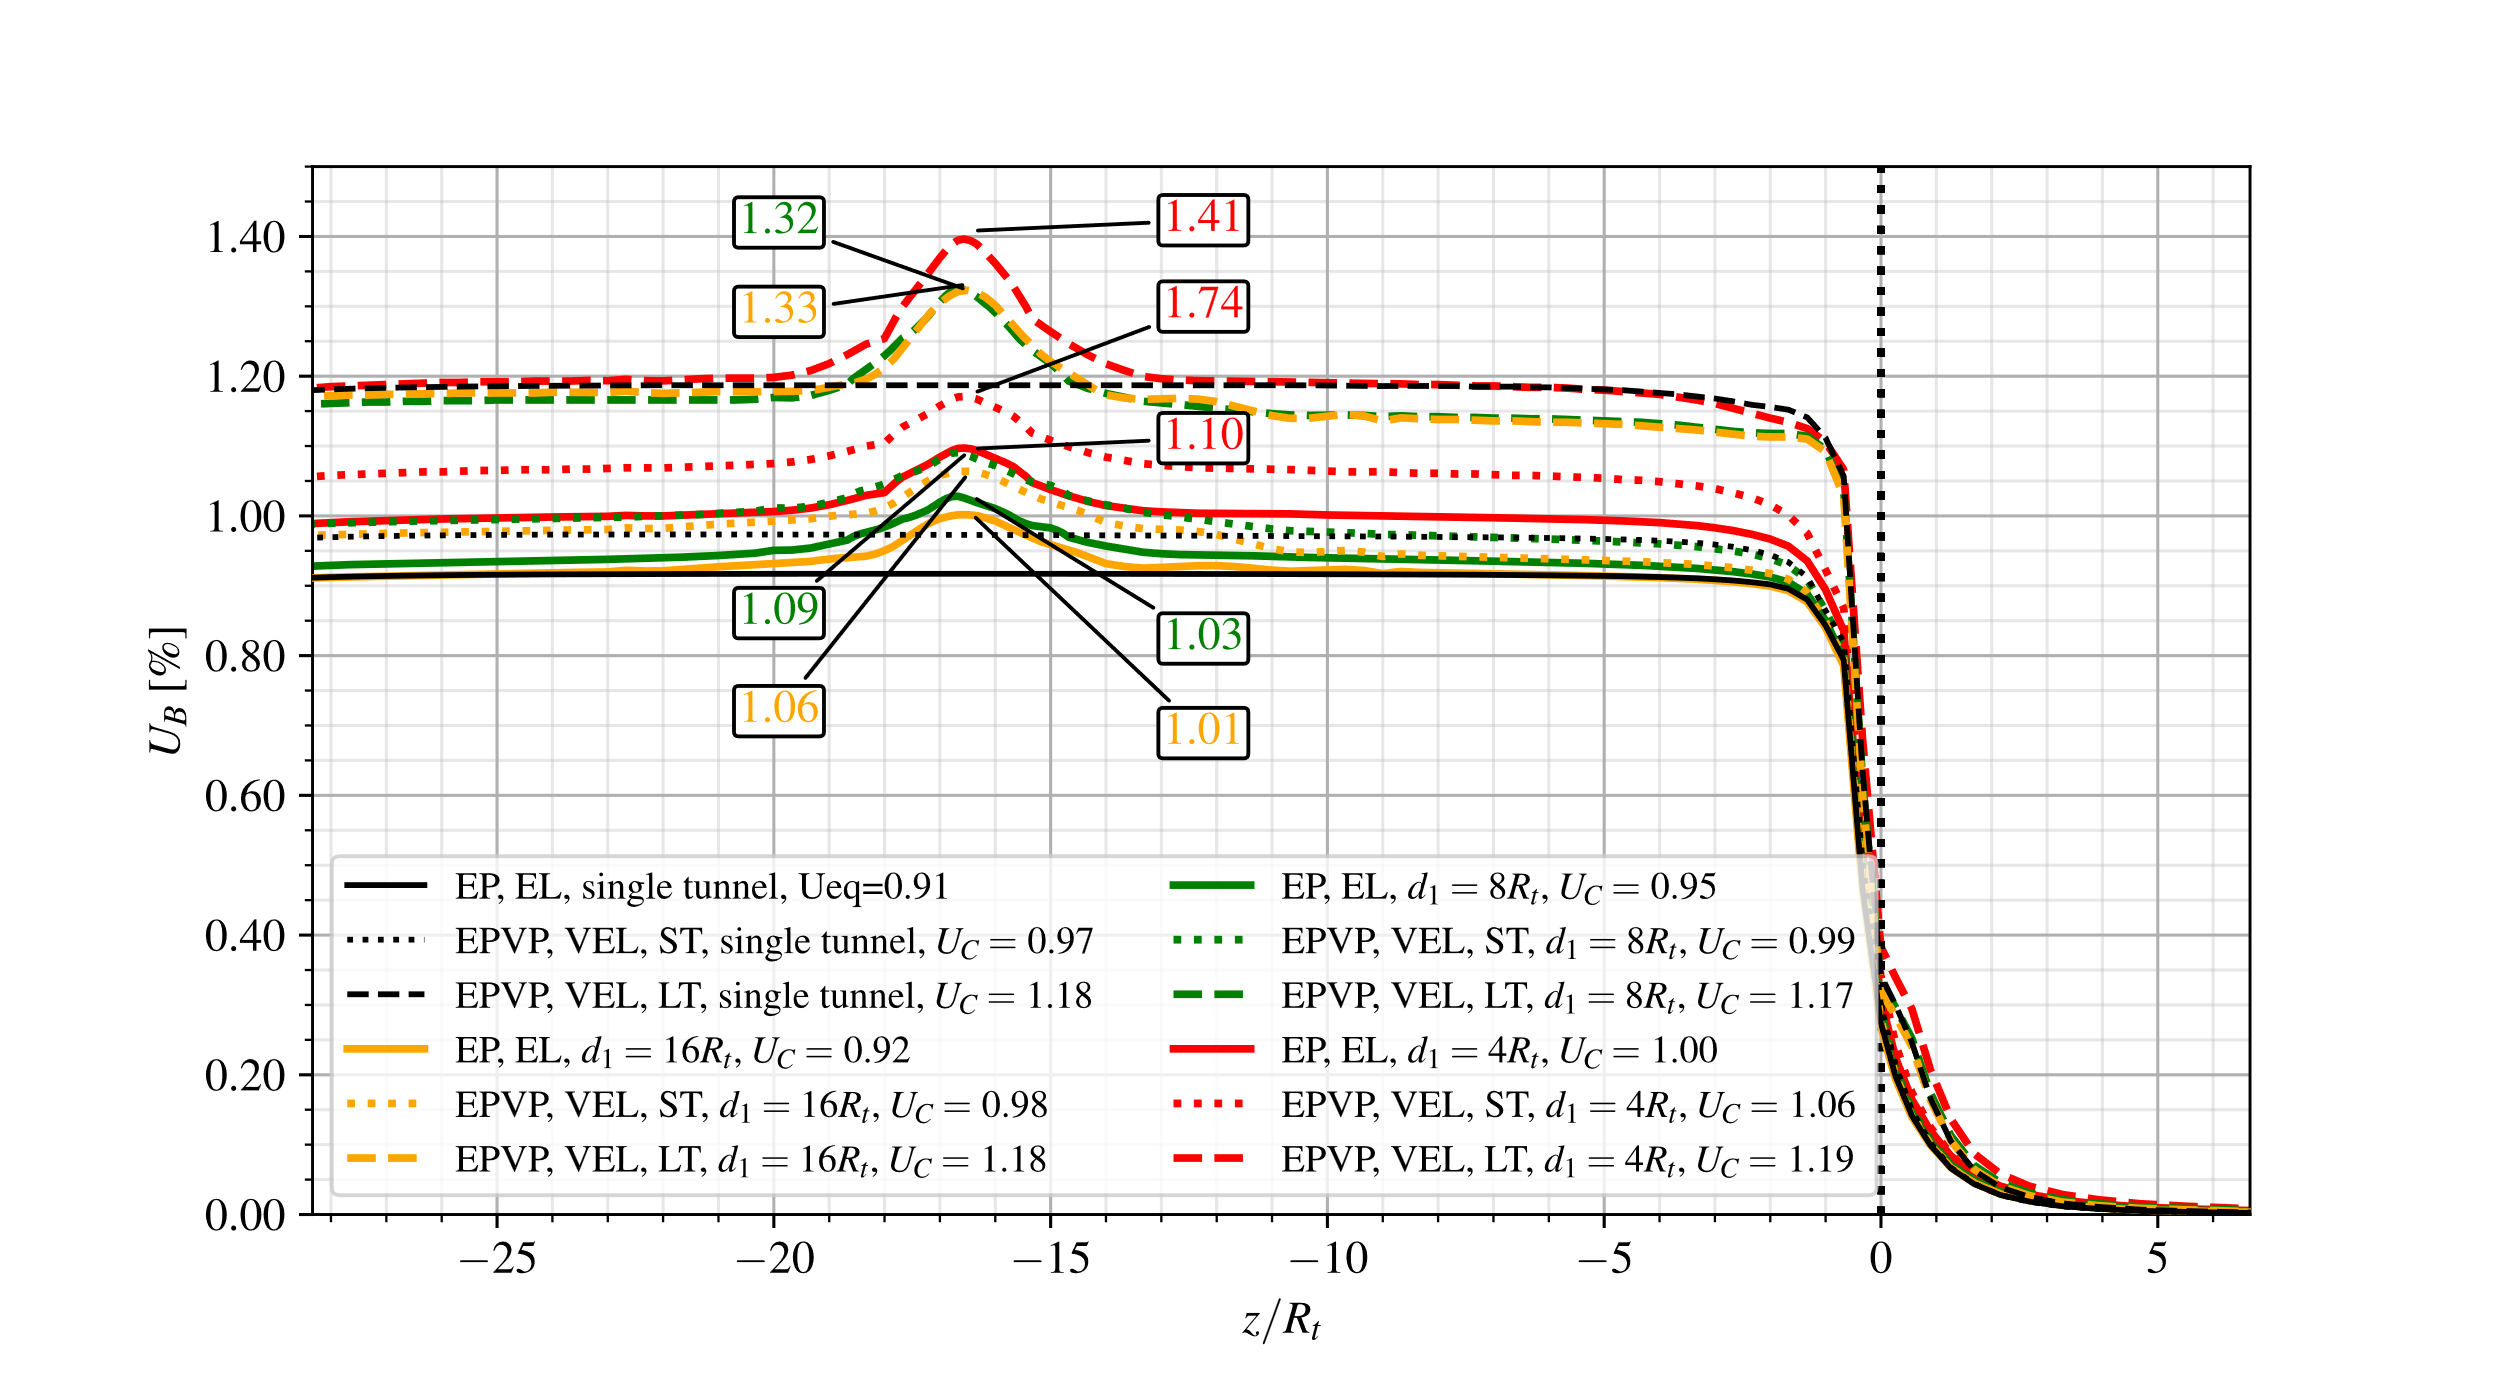 1.32
1.41
1.33
1.74
1.10
1.09
1.03
1.06
1.01
1.40
1.20
1.00
0.80
0.60
0.40
0.20
0.00
U_B [%]
EP, EL, single tunnel, Ueq=0.91
EPVP, VEL, ST, single tunnel, U_C = 0.97
EPVP, VEL, LT, single tunnel, U_C = 1.18
EP, EL, d_1 = 16R_t, U_C = 0.92
EPVP, VEL, ST, d_1 = 16R_t, U_C = 0.98
EPVP, VEL, LT, d_1 = 16R_t, U_C = 1.18
EP, EL, d_1 = 8R_t, U_C = 0.95
EPVP, VEL, ST, d_1 = 8R_t, U_C = 0.99
EPVP, VEL, LT, d_1 = 8R_t, U_C = 1.17
EP, EL, d_1 = 4R_t, U_C = 1.00
EPVP, VEL, ST, d_1 = 4R_t, U_C = 1.06
EPVP, VEL, LT, d_1 = 4R_t, U_C = 1.19
−25 −20 −15 −10 −5 0 5
z/R_t